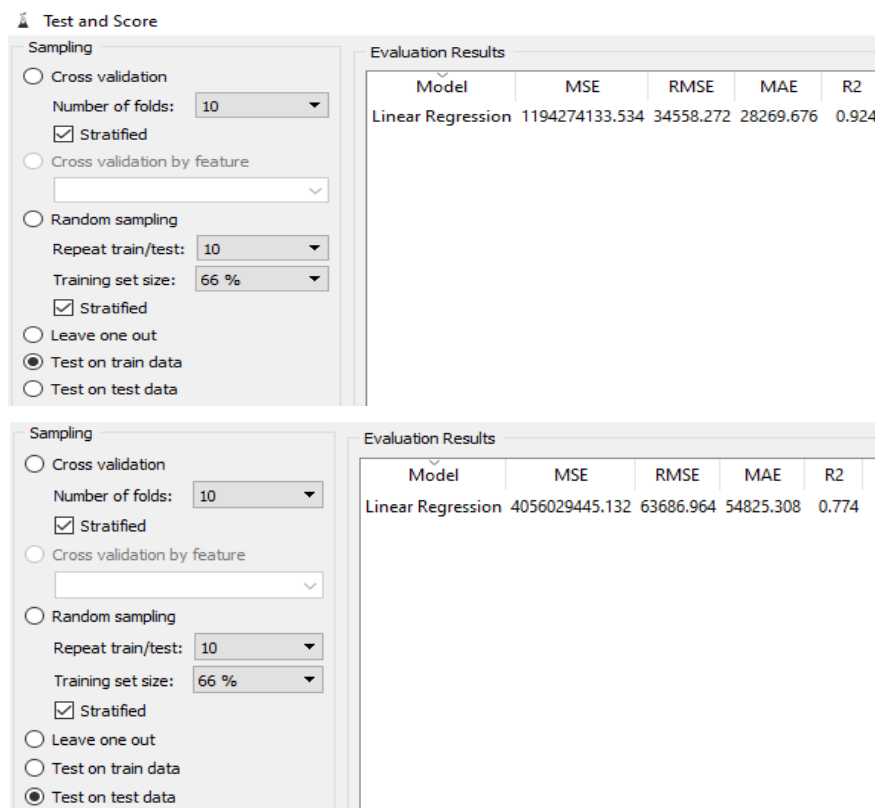 Test and Score
Sampling
Cross validation
Number of folds: 10
Stratified
Cross validation by feature
Random sampling
Repeat train/test: 10
Training set size: 66 %
Stratified
Leave one out
Test on train data
Test on test data
Evaluation Results
Model MSE RMSE MAE R2
Linear Regression 1194274133.534 34558.272 28269.676 0.924
Sampling
Cross validation
Number of folds: 10
Stratified
Cross validation by feature
Random sampling
Repeat train/test: 10
Training set size: 66 %
Stratified
Leave one out
Test on train data
Test on test data
Evaluation Results
Model MSE RMSE MAE R2
Linear Regression 4056029445.132 63686.964 54825.308 0.774